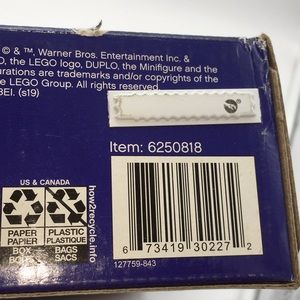 © & ™, Warner Bros. Entertainment Inc. &
O, the LEGO logo, DUPLO, the Minifigure and the
urations are trademarks and/or copyrights of the
LEGO Group. All Rights Reserved.
BEI. (s19)
Item: 6250818
US & CANADA
PAPER
PAPIER
BOX
PLASTIC
PLASTIQUE
BAGS
SACS
how2recycle.info
6 73419 30227 2
127759-843